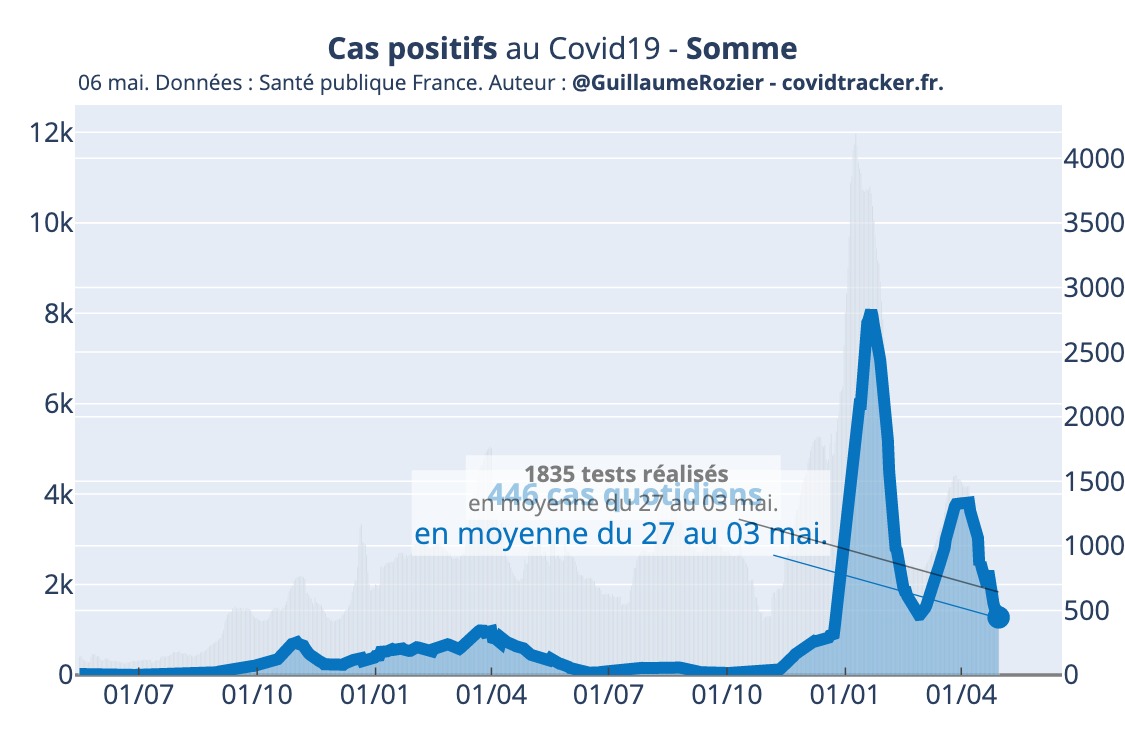 Cas positifs au Covid19 - Somme
06 mai. Données : Santé publique France. Auteur : @GuillaumeRozier - covidtracker.fr.
12k
10k
8k
6k
4k
2k
0
4000
3500
3000
2500
2000
1500
1000
500
0
1835 tests réalisés
en moyenne du 27 au 03 mai.
446 cas quotidiens
en moyenne du 27 au 03 mai.
01/07 01/10 01/01 01/04 01/07 01/10 01/01 01/04